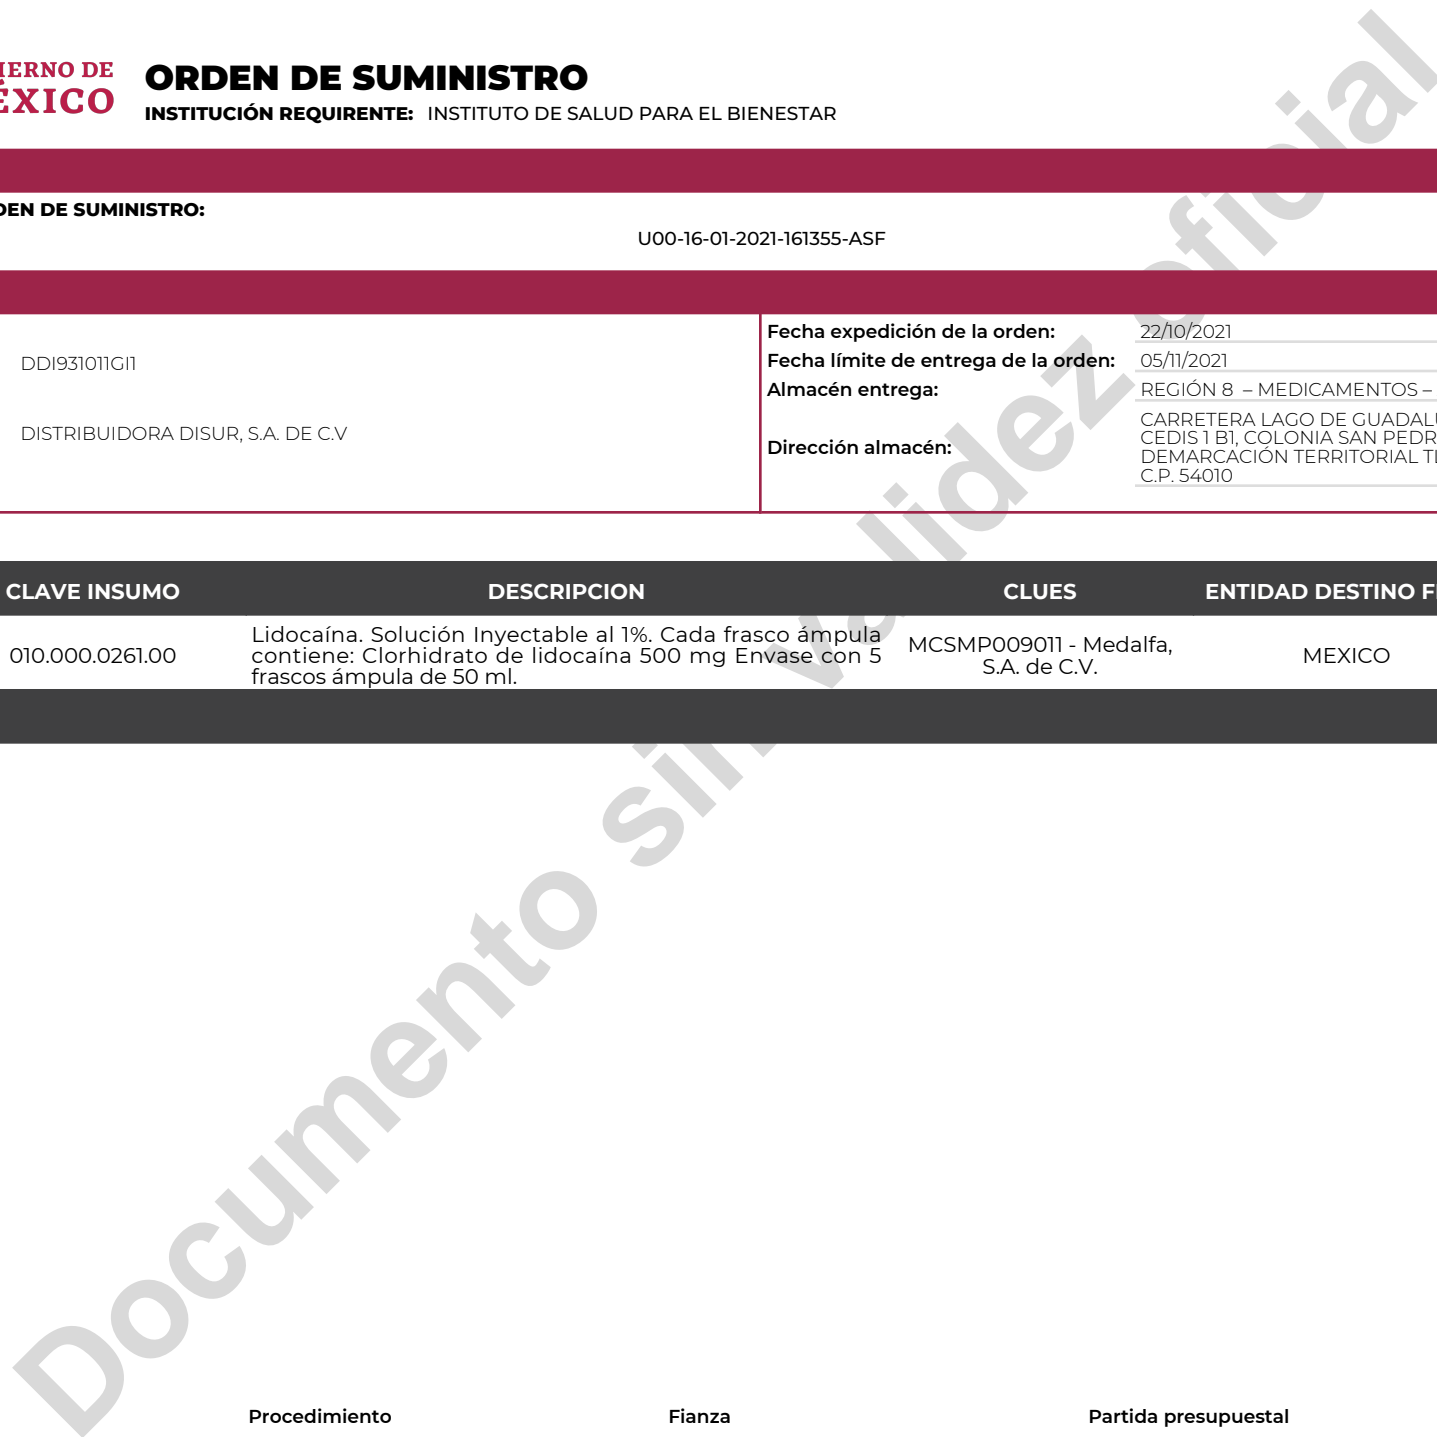 IERNO DE
ÉXICO
ORDEN DE SUMINISTRO
INSTITUCIÓN REQUIRENTE: INSTITUTO DE SALUD PARA EL BIENESTAR
DEN DE SUMINISTRO:
U00-16-01-2021-161355-ASF
DDI931011GI1
DISTRIBUIDORA DISUR, S.A. DE C.V
Fecha expedición de la orden: 22/10/2021
Fecha límite de entrega de la orden: 05/11/2021
Almacén entrega: REGIÓN 8 – MEDICAMENTOS –
Dirección almacén:
CARRETERA LAGO DE GUADALU
CEDIS 1 B1, COLONIA SAN PEDR
DEMARCACIÓN TERRITORIAL TL
C.P. 54010
CLAVE INSUMO DESCRIPCION CLUES ENTIDAD DESTINO F
010.000.0261.00
Lidocaína. Solución Inyectable al 1%. Cada frasco ámpula
contiene: Clorhidrato de lidocaína 500 mg Envase con 5
frascos ámpula de 50 ml.
MCSMP009011 - Medalfa,
S.A. de C.V.
MEXICO
Documento sin validez oficial
Procedimiento Fianza Partida presupuestal